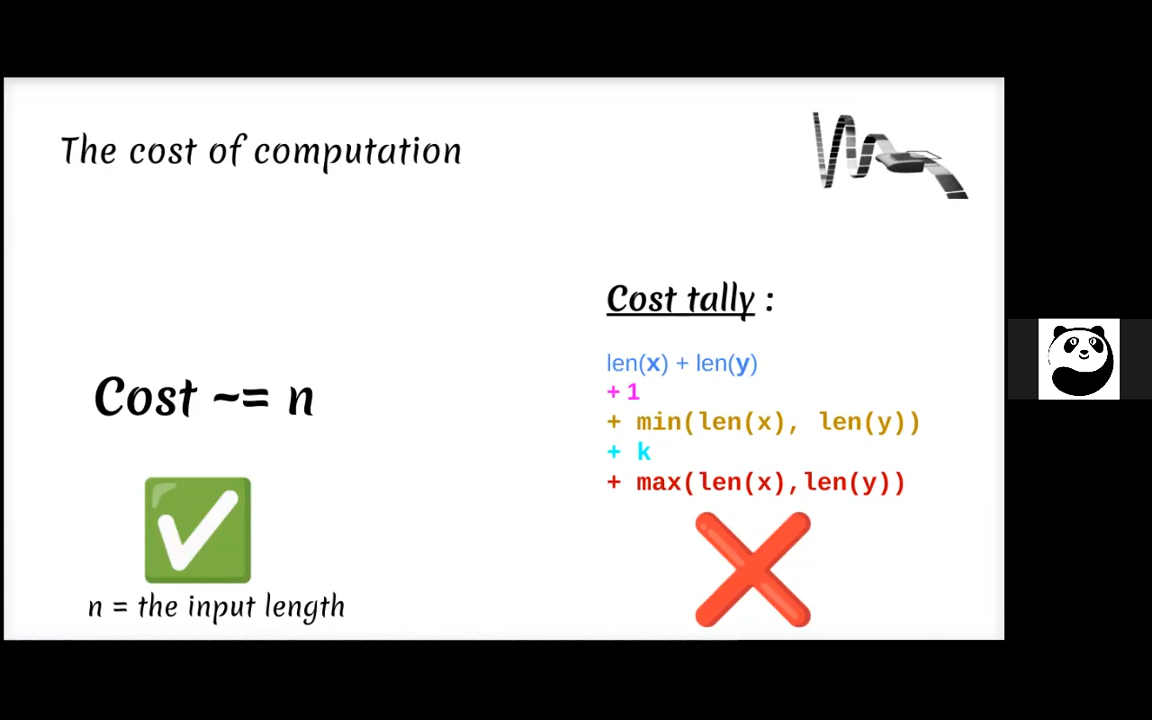 The cost of computation
Cost tally :
len(x) + len(y)
+ 1
+ min(len(x), len(y))
+ k
+ max(len(x),len(y))
Cost ~= n
n = the input length